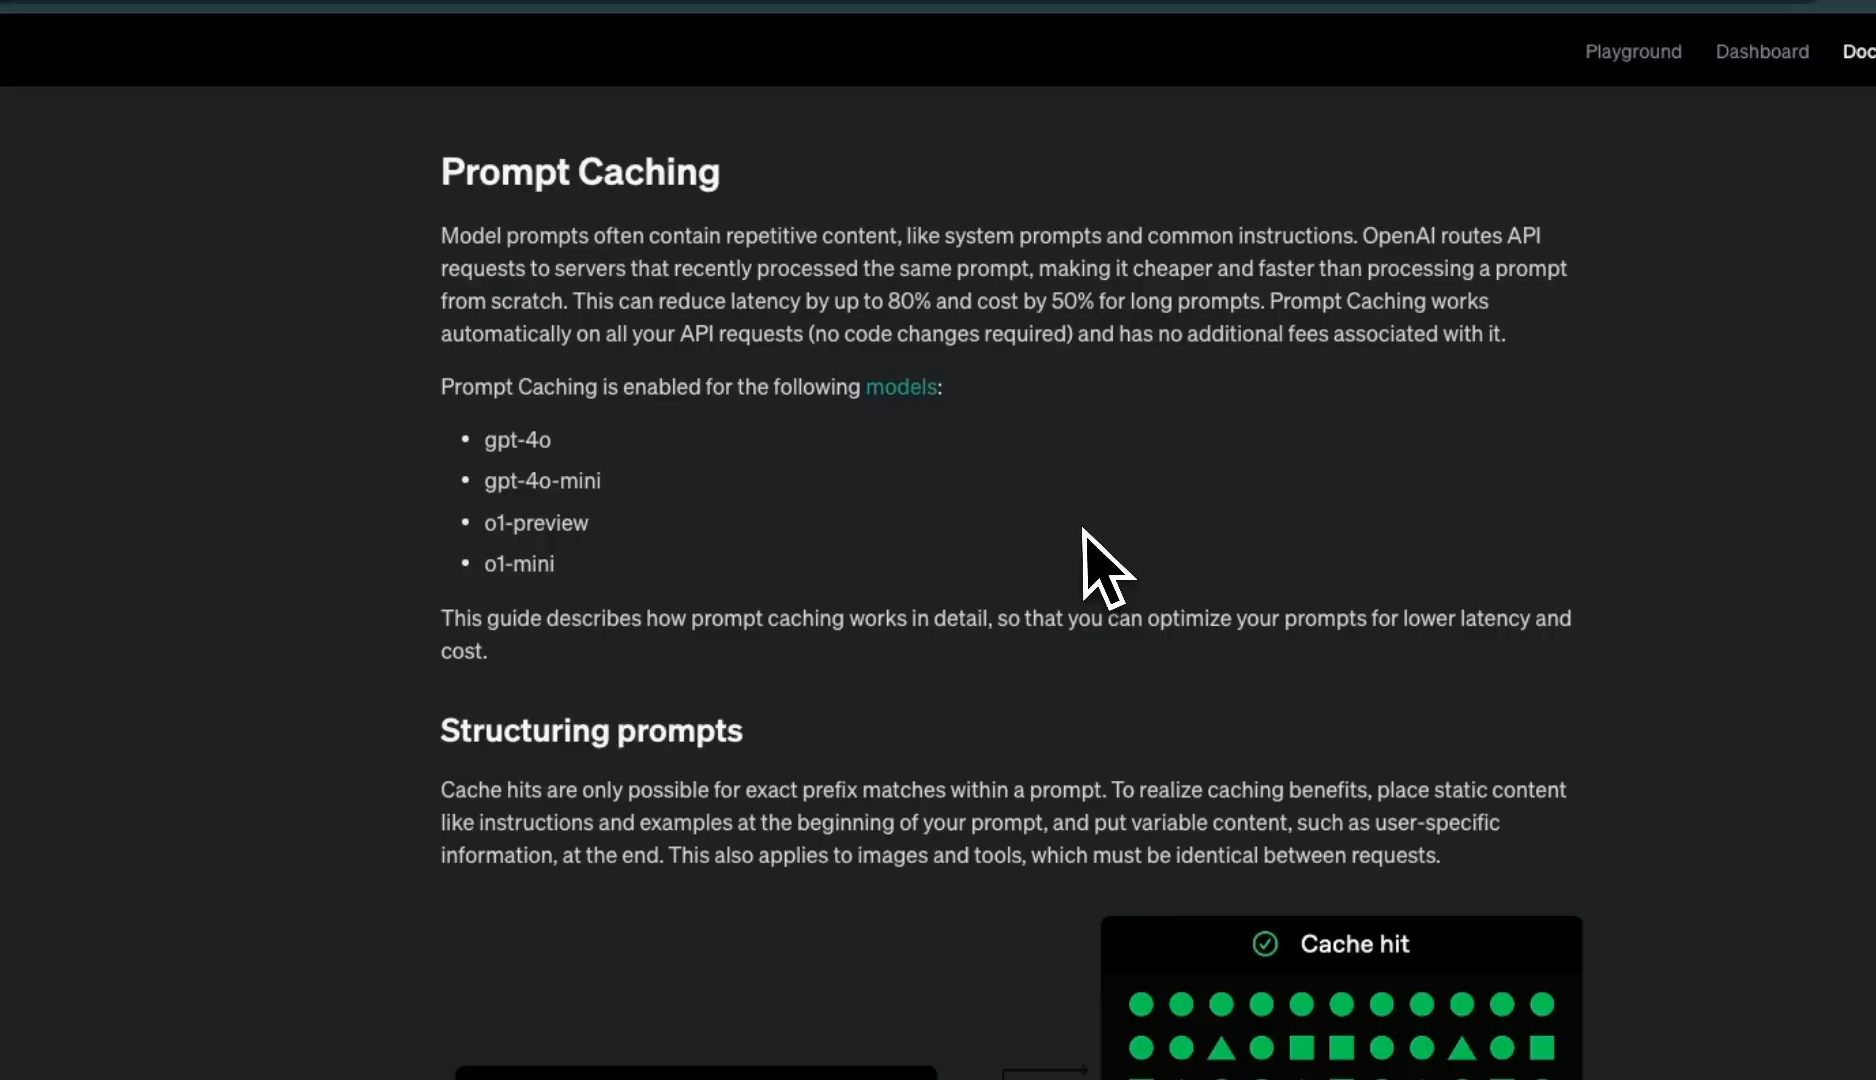 Playground Dashboard Doc
Prompt Caching
Model prompts often contain repetitive content, like system prompts and common instructions. OpenAI routes API
requests to servers that recently processed the same prompt, making it cheaper and faster than processing a prompt
from scratch. This can reduce latency by up to 80% and cost by 50% for long prompts. Prompt Caching works
automatically on all your API requests (no code changes required) and has no additional fees associated with it.
Prompt Caching is enabled for the following models:
• gpt-4o
• gpt-4o-mini
• o1-preview
• o1-mini
This guide describes how prompt caching works in detail, so that you can optimize your prompts for lower latency and
cost.
Structuring prompts
Cache hits are only possible for exact prefix matches within a prompt. To realize caching benefits, place static content
like instructions and examples at the beginning of your prompt, and put variable content, such as user-specific
information, at the end. This also applies to images and tools, which must be identical between requests.
Cache hit